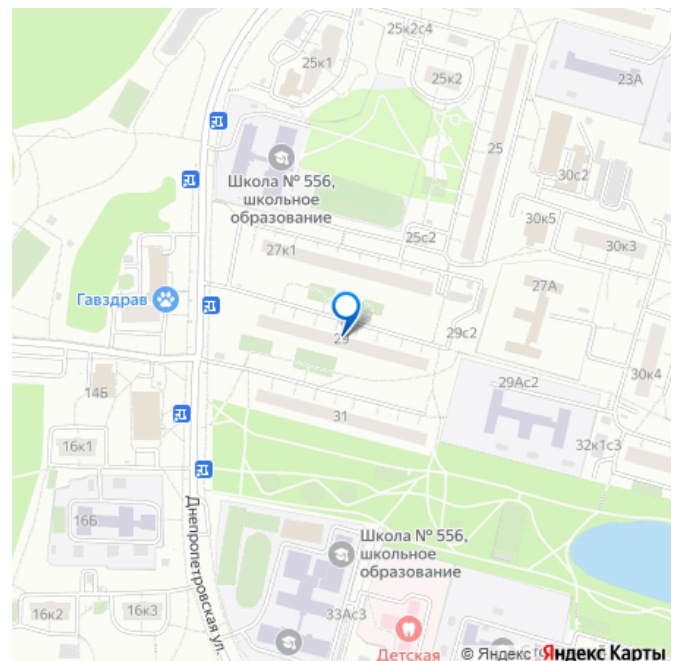 25к2с4
25к1
25к2
23А
25
30с2
Школа № 556,
школьное
образование
30к5
25с2
30к3
27к1
27А
Гавздрав
29с2
29
30к4
14Б
29Ас2
31
16к1
32к1с3
Днепропетровская ул.
16Б
Школа № 556,
школьное
образование
16к2
16к3
33Ас3
Детская
© Яндекс
Яндекс Карты